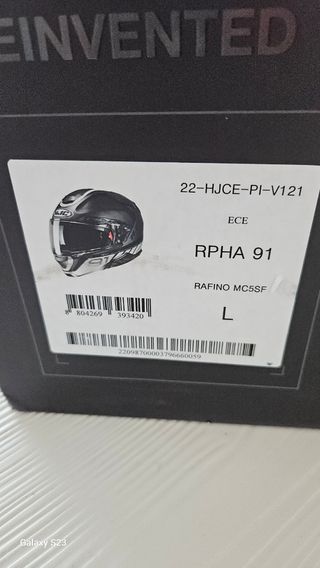 EINVENTED
22-HJCE-PI-V121
ECE
RPHA 91
RAFINO MC5SF
L
8 804269 393420
22098700003796660059
Galaxy S23